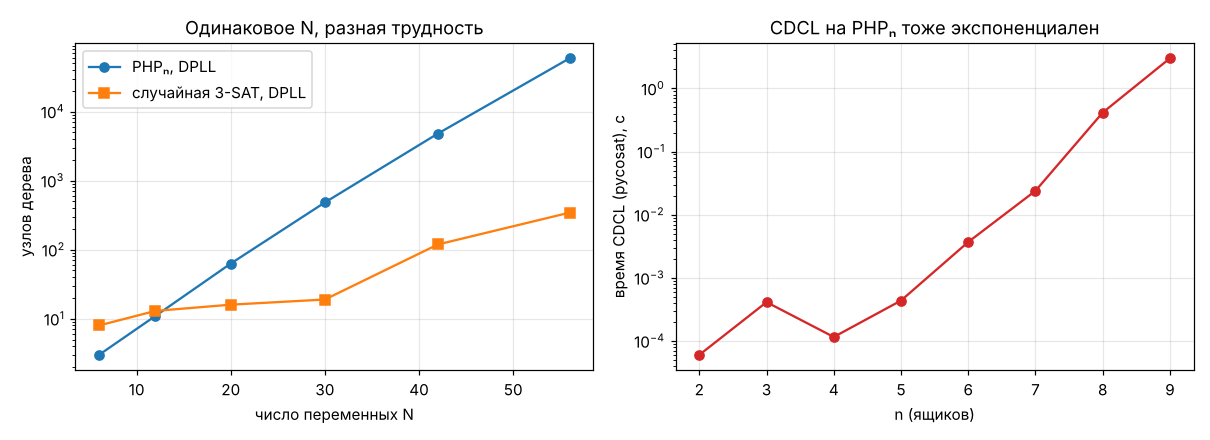 Одинаковое N, разная трудность
PHPₙ, DPLL
случайная 3-SAT, DPLL
10⁴
10³
10²
10¹
узлов дерева
10
20
30
40
50
число переменных N
CDCL на PHPₙ тоже экспоненциален
10⁰
10⁻¹
10⁻²
10⁻³
10⁻⁴
время CDCL (pycosat), с
2
3
4
5
6
7
8
9
n (ящиков)